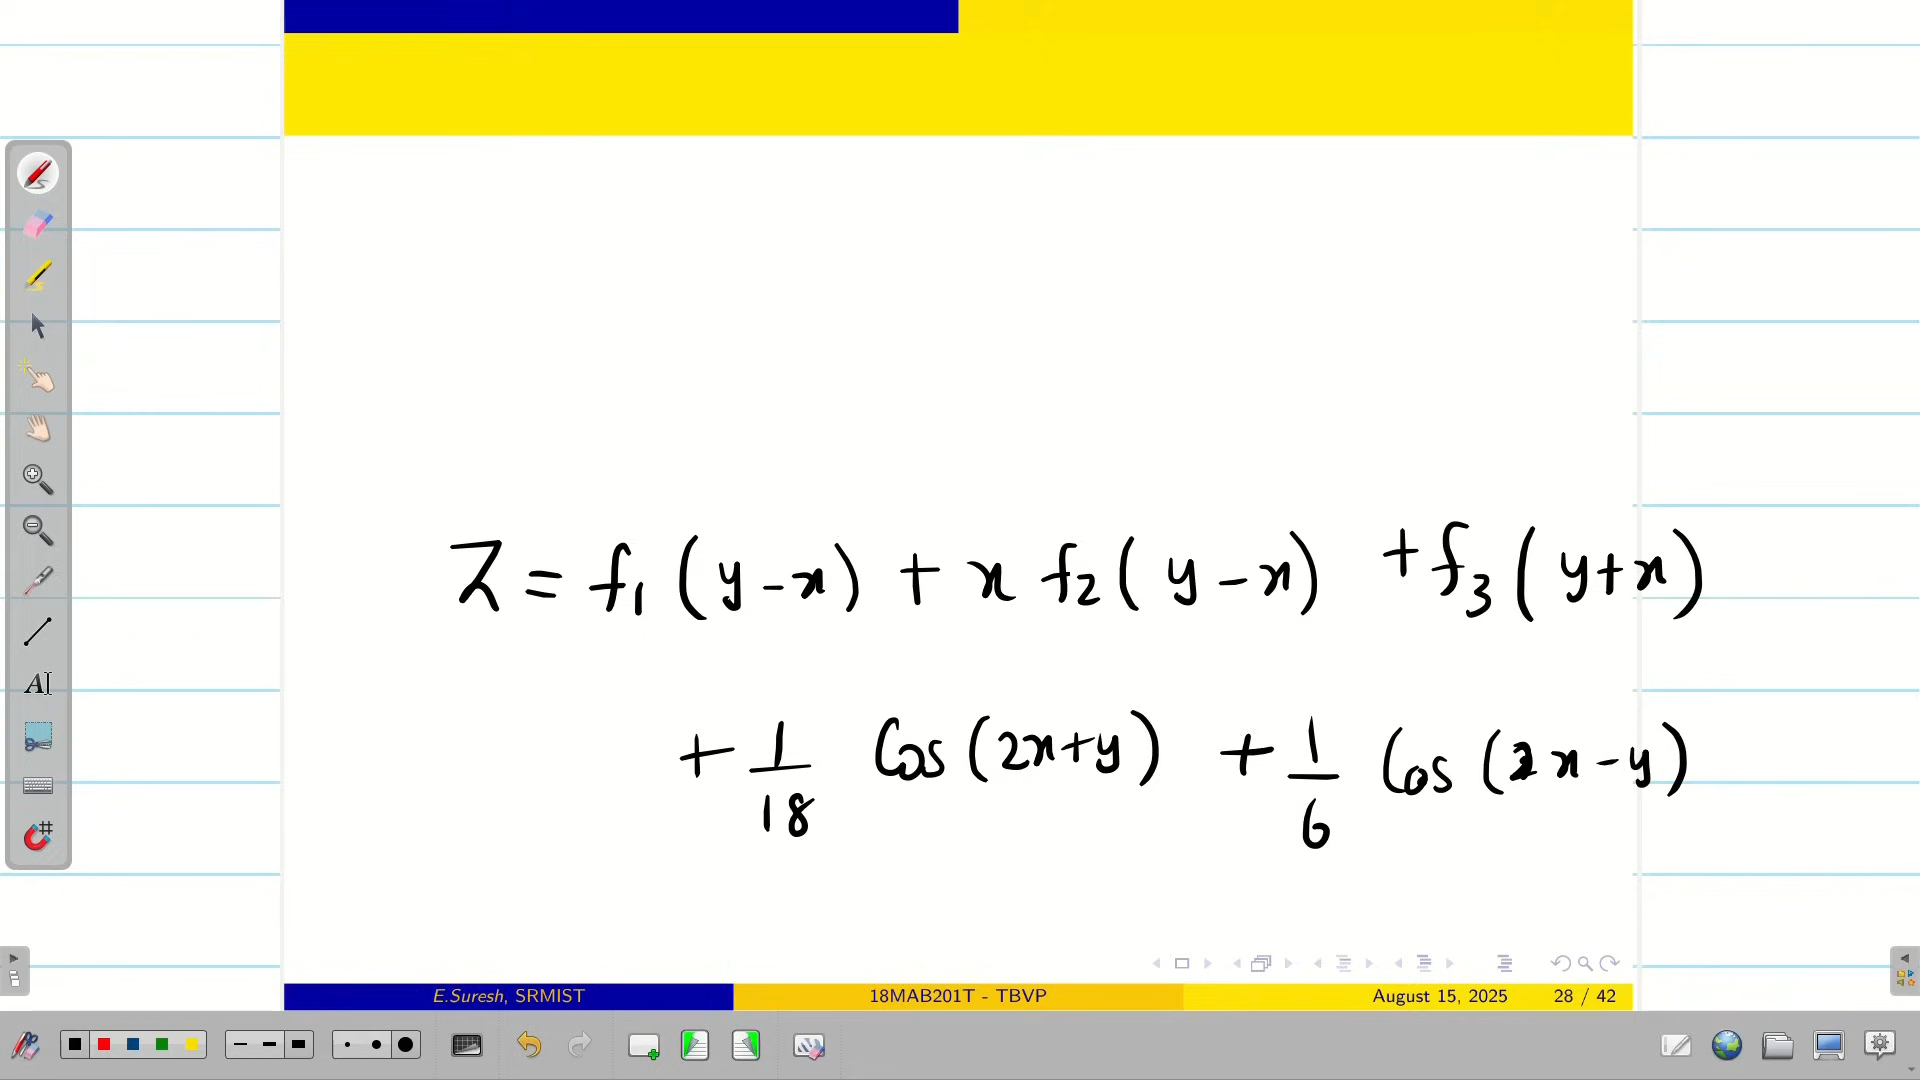 Z = f₁ (y-x) + x f₂ (y-x) + f₃ (y+x)
+ 1/18 Cos (2x+y) + 1/6 Cos (2x-y)
E.Suresh, SRMIST 18MAB201T - TBVP August 15, 2025 28 / 42